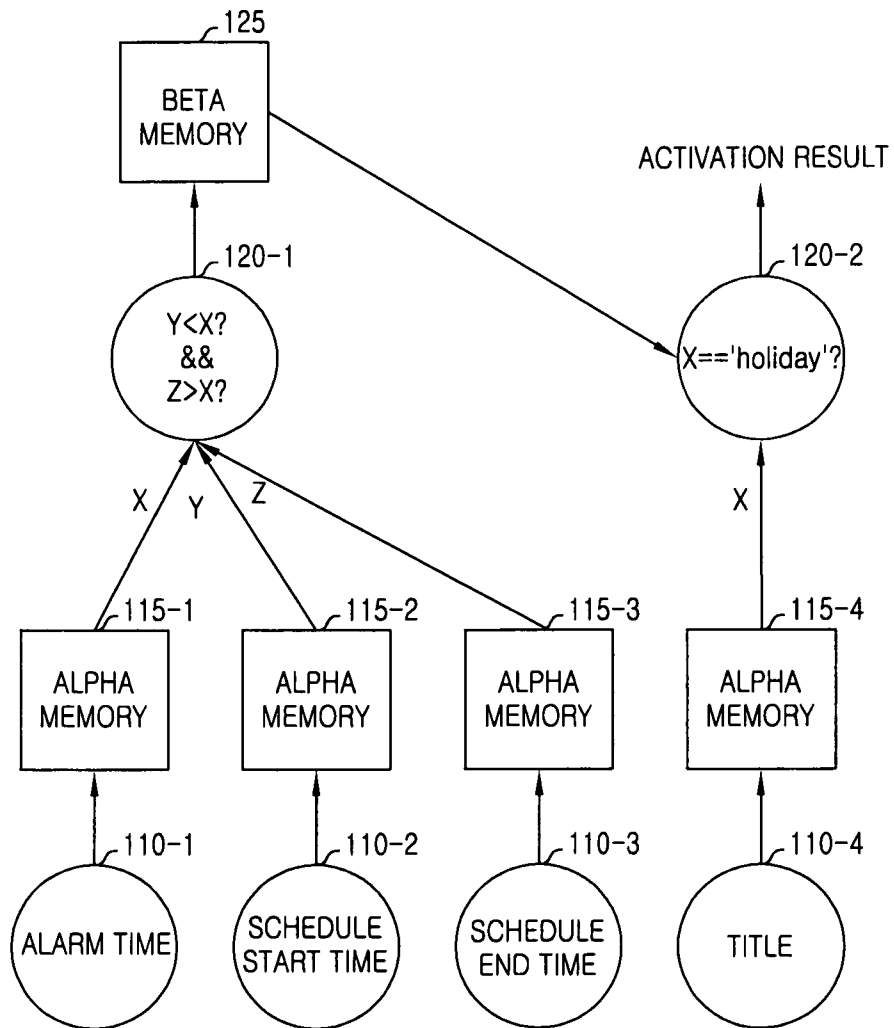 125
BETA
MEMORY
ACTIVATION RESULT
120-1
120-2
Y<X?
&&
Z>X?
X=='holiday'?
X
Y
Z
X
115-1
115-2
115-3
115-4
ALPHA
MEMORY
ALPHA
MEMORY
ALPHA
MEMORY
ALPHA
MEMORY
110-1
110-2
110-3
110-4
ALARM TIME
SCHEDULE
START TIME
SCHEDULE
END TIME
TITLE